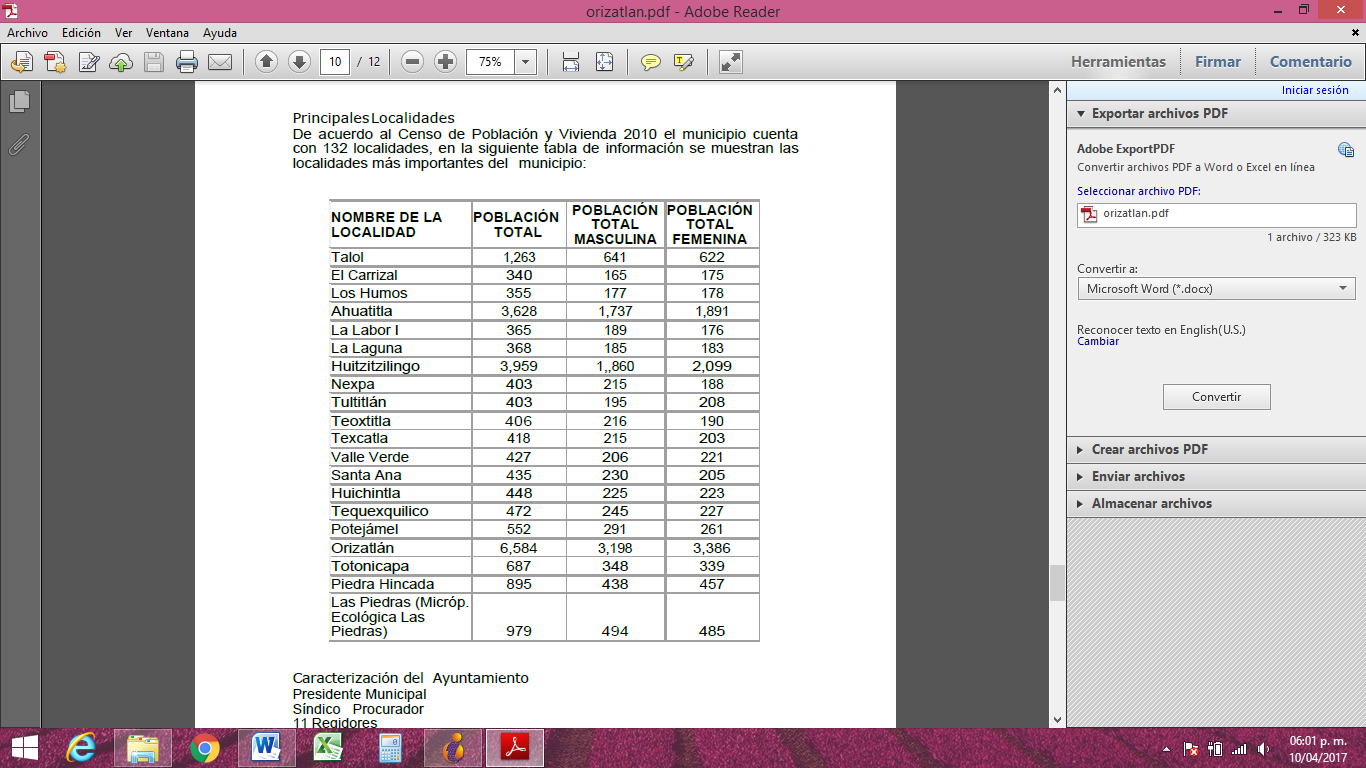 orizatlan.pdf - Adobe Reader
Archivo Edición Ver Ventana Ayuda
10 / 12 75% Herramientas Firmar Comentario
Iniciar sesión
Principales Localidades
De acuerdo al Censo de Población y Vivienda 2010 el municipio cuenta
con 132 localidades, en la siguiente tabla de información se muestran las
localidades más importantes del municipio:
NOMBRE DE LA LOCALIDAD POBLACIÓN TOTAL POBLACIÓN TOTAL MASCULINA POBLACIÓN TOTAL FEMENINA
Talol 1,263 641 622
El Carrizal 340 165 175
Los Humos 355 177 178
Ahuatitla 3,628 1,737 1,891
La Labor I 365 189 176
La Laguna 368 185 183
Huitzitzilingo 3,959 1,,860 2,099
Nexpa 403 215 188
Tultitlán 403 195 208
Teoxtitla 406 216 190
Texcatla 418 215 203
Valle Verde 427 206 221
Santa Ana 435 230 205
Huichintla 448 225 223
Tequexquilico 472 245 227
Potejámel 552 291 261
Orizatlán 6,584 3,198 3,386
Totonicapa 687 348 339
Piedra Hincada 895 438 457
Las Piedras (Micróp.
Ecológica Las
Piedras) 979 494 485
Caracterización del Ayuntamiento
Presidente Municipal
Síndico Procurador
11 Regidores
Exportar archivos PDF
Adobe ExportPDF
Convertir archivos PDF a Word o Excel en línea
Seleccionar archivo PDF:
orizatlan.pdf
1 archivo / 323 KB
Convertir a:
Microsoft Word (*.docx)
Reconocer texto en English(U.S.)
Cambiar
Convertir
Crear archivos PDF
Enviar archivos
Almacenar archivos
06:01 p. m.
10/04/2017